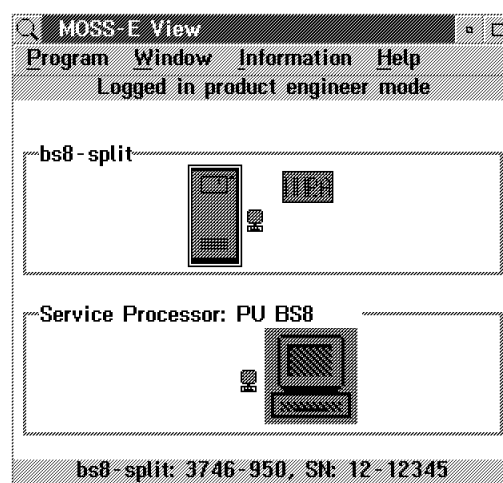 MOSS-E View
Program Window Information Help
Logged in product engineer mode
bs8-split
Service Processor: PU BS8
bs8-split: 3746-950, SN: 12-12345